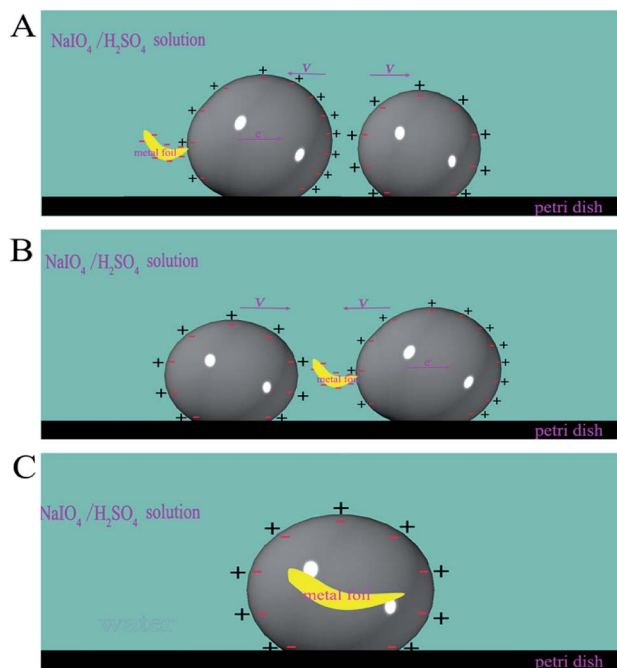 A
NaIO₄/H₂SO₄ solution
V V
e-
metal foil
petri dish
B
NaIO₄/H₂SO₄ solution
V V
metal foil
e-
petri dish
C
NaIO₄/H₂SO₄ solution
metal foil
water
petri dish